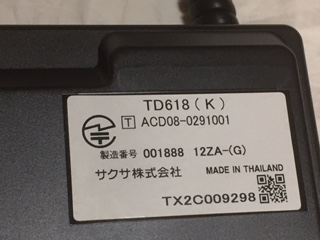 TD618(K)
T ACD08-0291001
製造番号 001888 12ZA-(G)
サクサ株式会社 MADE IN THAILAND
TX2C009298